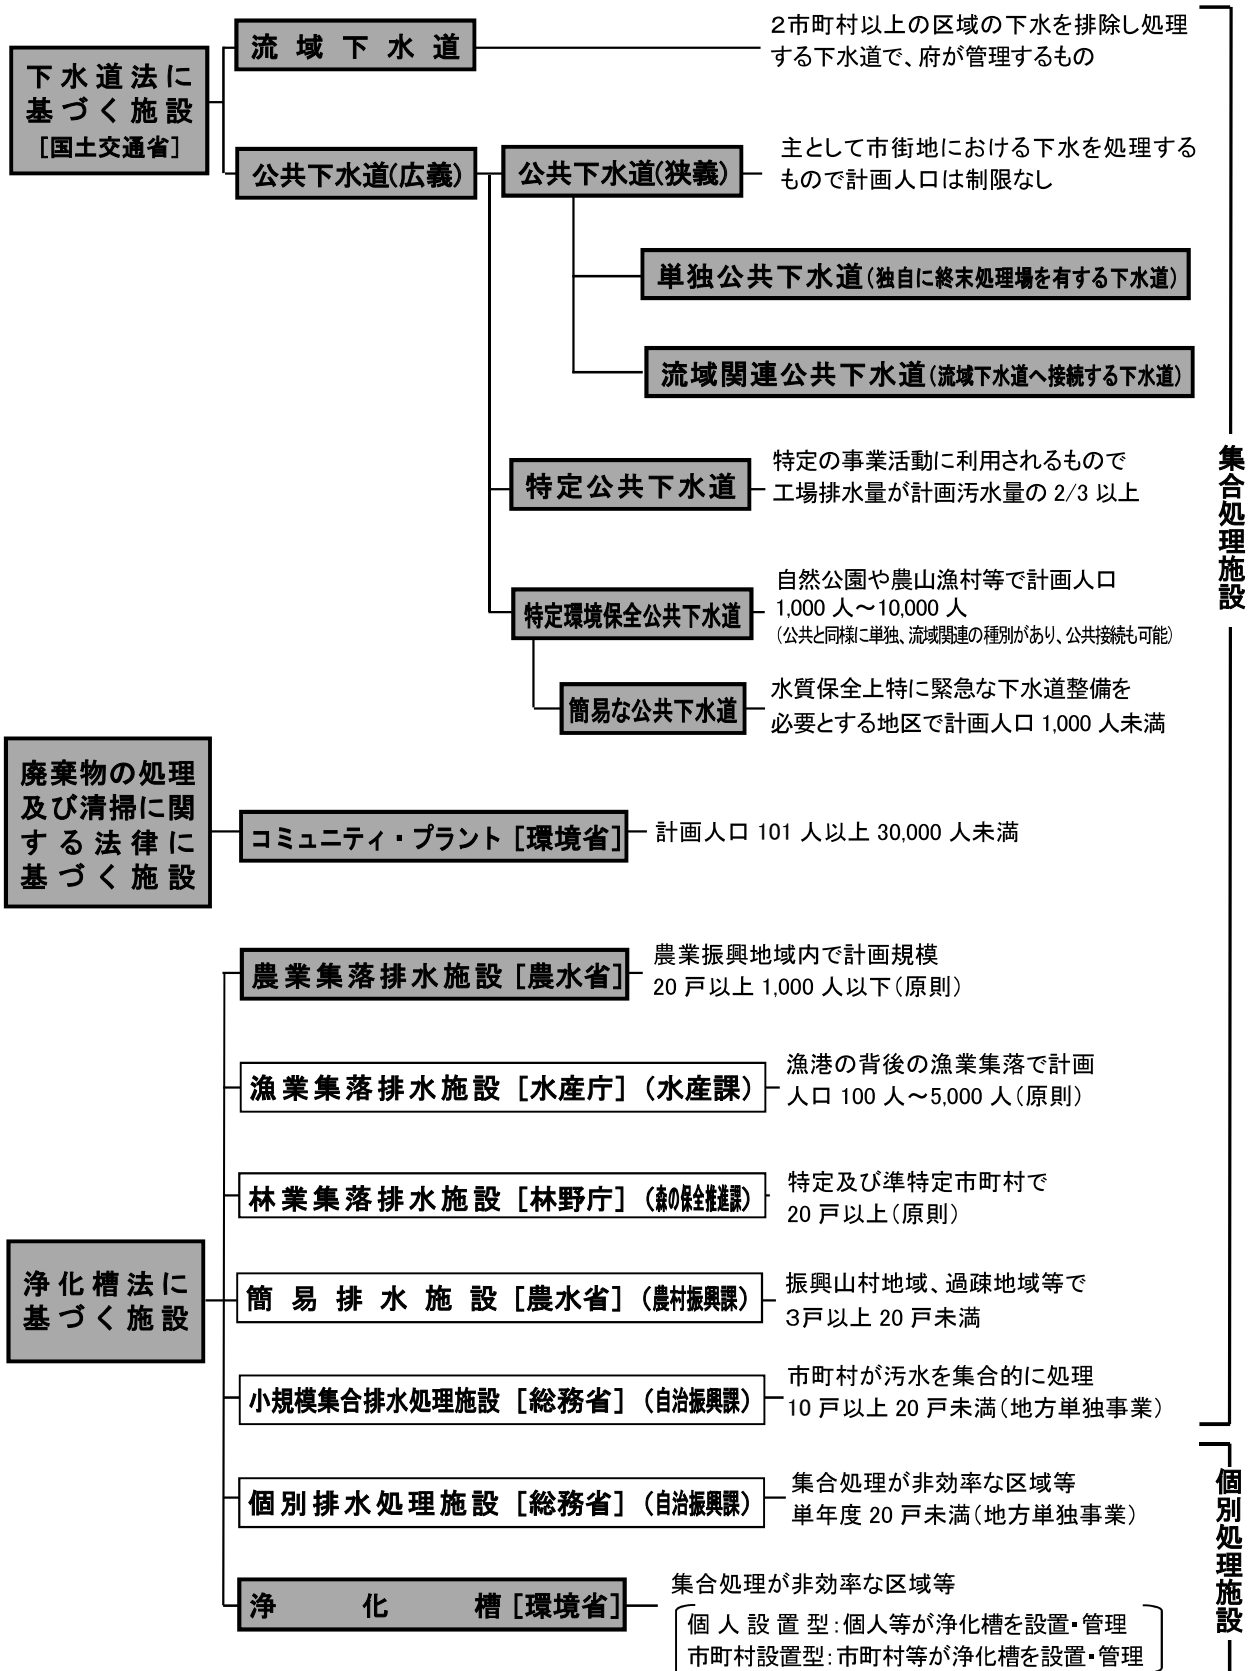 流域下水道
2市町村以上の区域の下水を排除し処理
する下水道で、府が管理するもの
下水道法に
基づく施設
[国土交通省]
公共下水道(広義)
公共下水道(狭義)
主として市街地における下水を処理する
もので計画人口は制限なし
単独公共下水道(独自に終末処理場を有する下水道)
流域関連公共下水道(流域下水道へ接続する下水道)
特定公共下水道
特定の事業活動に利用されるもので
工場排水量が計画汚水量の 2/3 以上
特定環境保全公共下水道
自然公園や農山漁村等で計画人口
1,000 人～10,000 人
(公共と同様に単独、流域関連の種別があり、公共接続も可能)
簡易な公共下水道
水質保全上特に緊急な下水道整備を
必要とする地区で計画人口 1,000 人未満
廃棄物の処理
及び清掃に関
する法律に
基づく施設
コミュニティ・プラント［環境省］
計画人口 101 人以上 30,000 人未満
農業集落排水施設［農水省］
農業振興地域内で計画規模
20 戸以上 1,000 人以下(原則)
漁業集落排水施設［水産庁］(水産課)
漁港の背後の漁業集落で計画
人口 100 人～5,000 人(原則)
林業集落排水施設［林野庁］(森の保全推進課)
特定及び準特定市町村で
20 戸以上(原則)
浄化槽法に
基づく施設
簡易排水施設［農水省］(農村振興課)
振興山村地域、過疎地域等で
3戸以上 20 戸未満
小規模集合排水処理施設［総務省］(自治振興課)
市町村が汚水を集合的に処理
10 戸以上 20 戸未満(地方単独事業)
個別排水処理施設［総務省］(自治振興課)
集合処理が非効率な区域等
単年度 20 戸未満(地方単独事業)
浄化槽［環境省］
集合処理が非効率な区域等
個人設置型:個人等が浄化槽を設置・管理
市町村設置型:市町村等が浄化槽を設置・管理
集合処理施設
個別処理施設